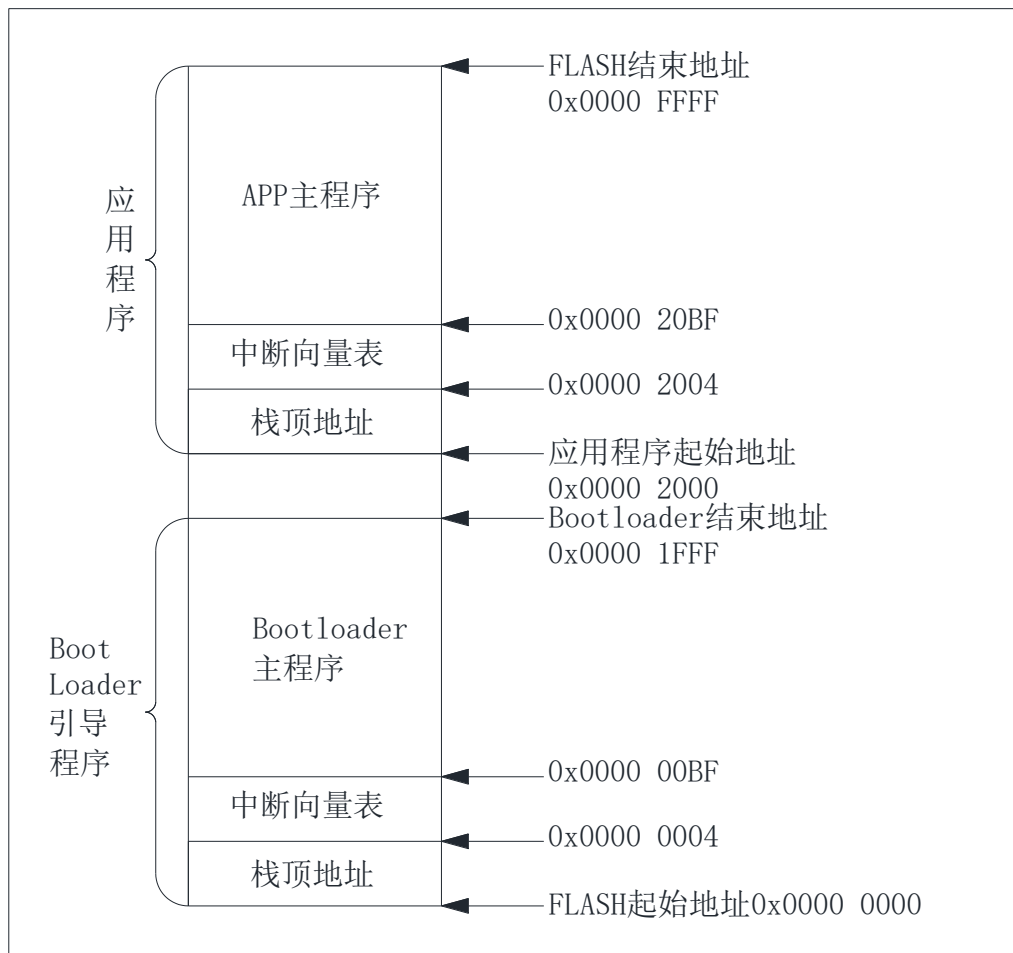 FLASH结束地址
0x0000 FFFF
应
用
程
序
APP主程序
0x0000 20BF
中断向量表
0x0000 2004
栈顶地址
应用程序起始地址
0x0000 2000
Bootloader结束地址
0x0000 1FFF
Boot
Loader
引导
程序
Bootloader
主程序
0x0000 00BF
中断向量表
0x0000 0004
栈顶地址
FLASH起始地址0x0000 0000